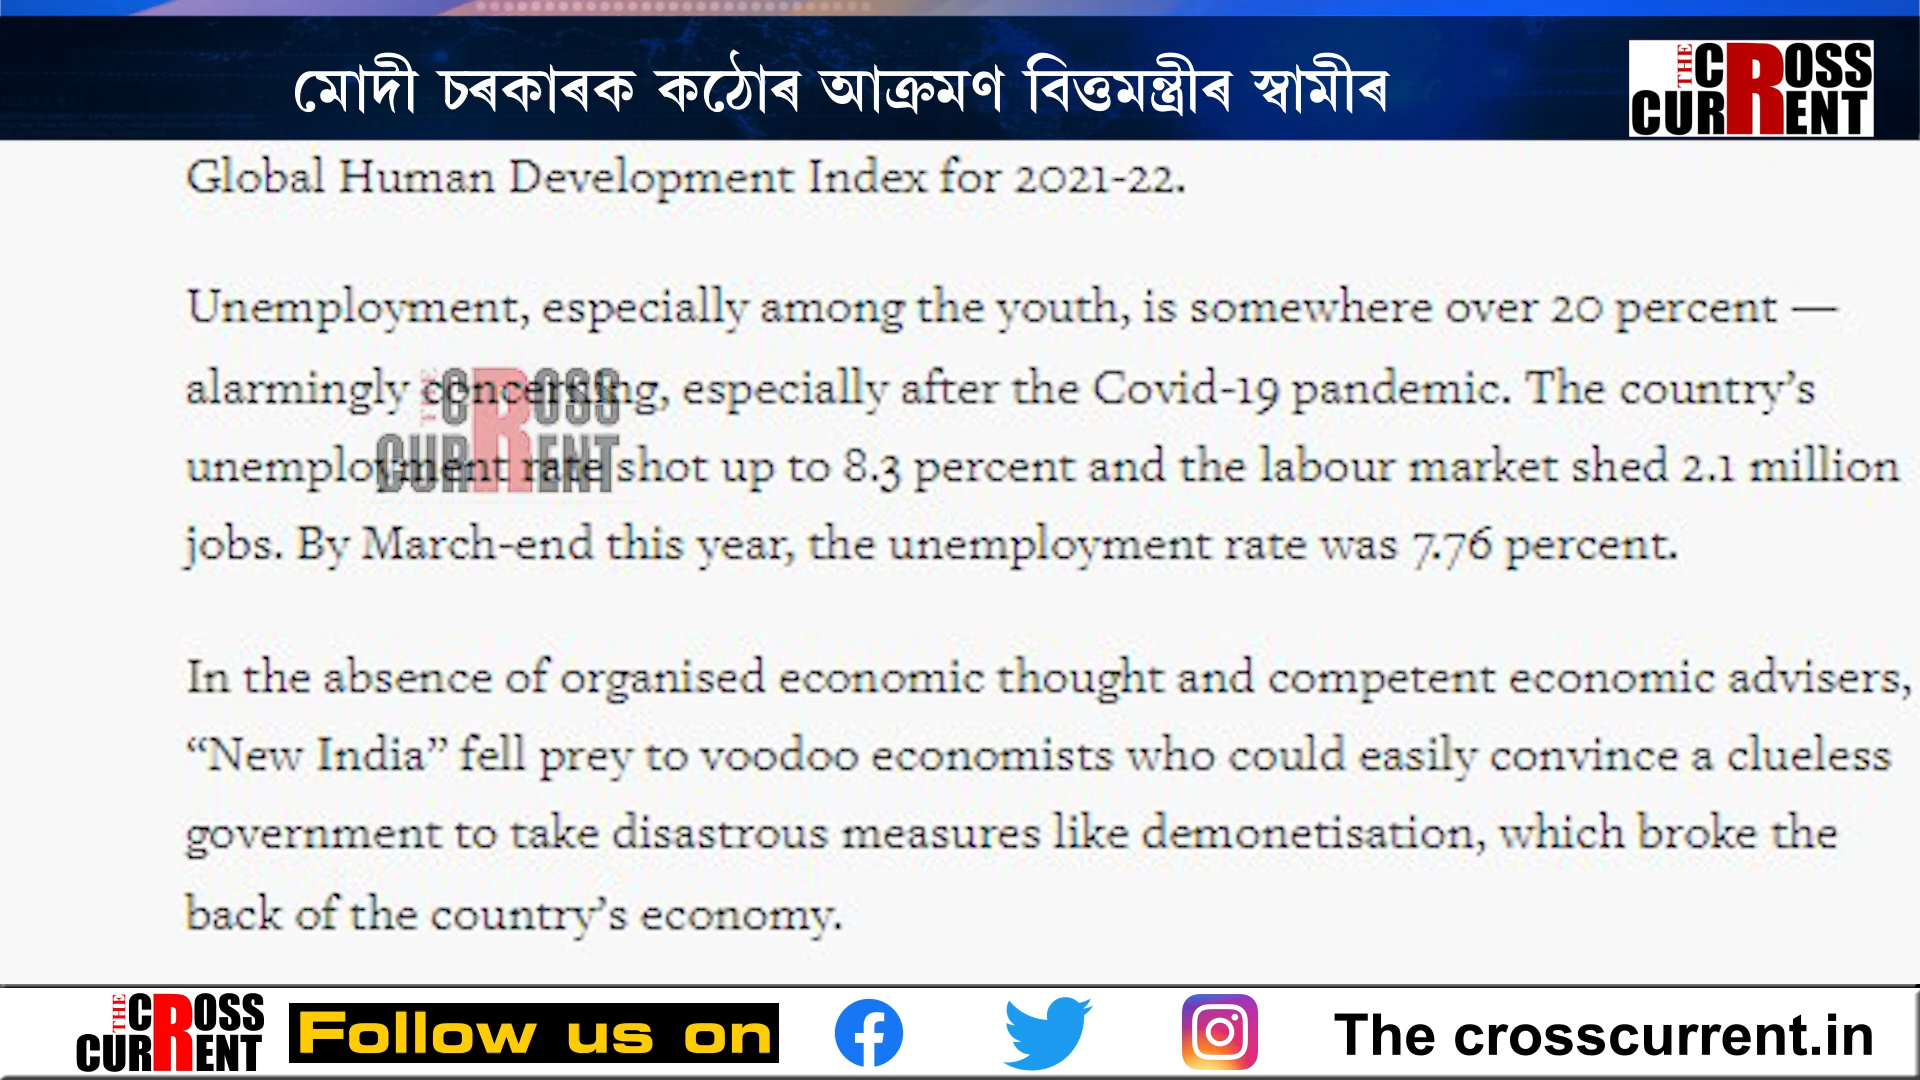 মোদী চৰকাৰক কঠোৰ আক্ৰমণ বিত্তমন্ত্ৰীৰ স্বামীৰ
THE CROSS CURRENT
Global Human Development Index for 2021-22.
Unemployment, especially among the youth, is somewhere over 20 percent —
alarmingly concerning, especially after the Covid-19 pandemic. The country’s
unemployment rate shot up to 8.3 percent and the labour market shed 2.1 million
jobs. By March-end this year, the unemployment rate was 7.76 percent.
THE CROSS CURRENT
In the absence of organised economic thought and competent economic advisers,
“New India” fell prey to voodoo economists who could easily convince a clueless
government to take disastrous measures like demonetisation, which broke the
back of the country’s economy.
THE CROSS CURRENT
Follow us on
The crosscurrent.in